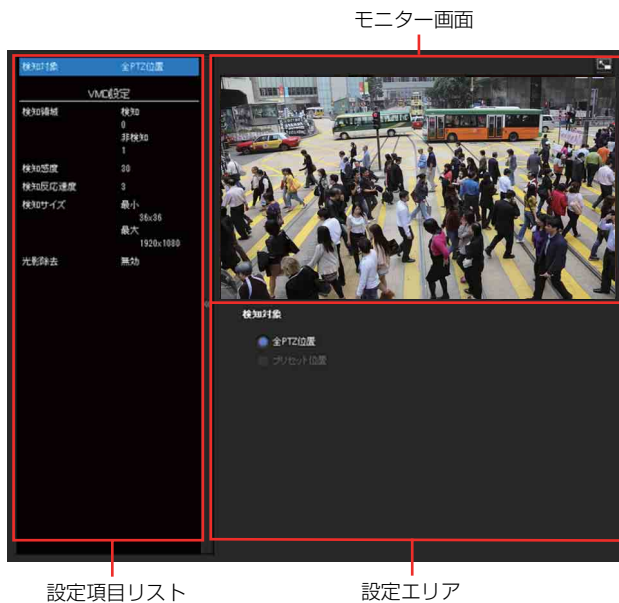 モニター画面
検知対象 全PTZ位置
VMD設定
検知領域 検知
0
非検知
1
検知感度 30
検知反応速度 3
検知サイズ 最小
36x36
最大
1920x1080
光影除去 無効
検知対象
全PTZ位置
プリセット位置
設定項目リスト 設定エリア